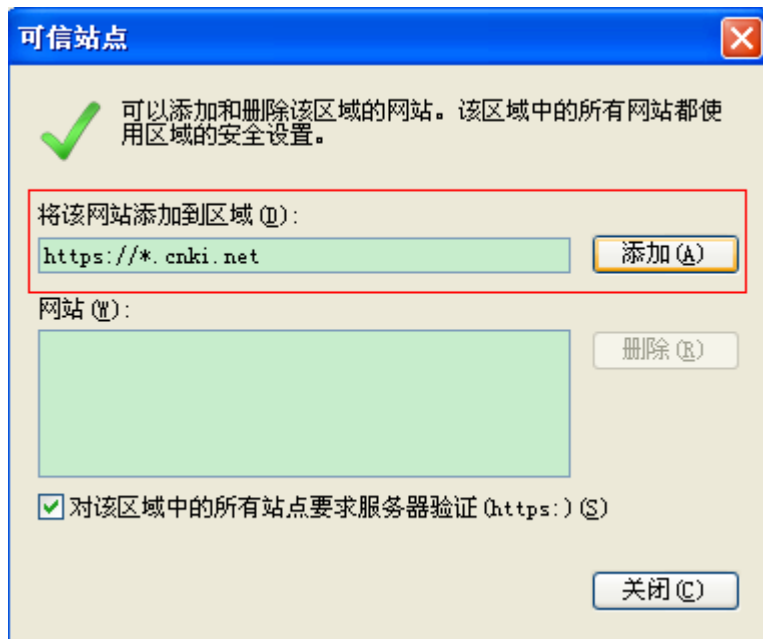 可信站点
可以添加和删除该区域的网站。该区域中的所有网站都使
用区域的安全设置。
将该网站添加到区域(D):
https://*.cnki.net
添加(A)
网站(W):
删除(R)
对该区域中的所有站点要求服务器验证(https:)(S)
关闭(C)